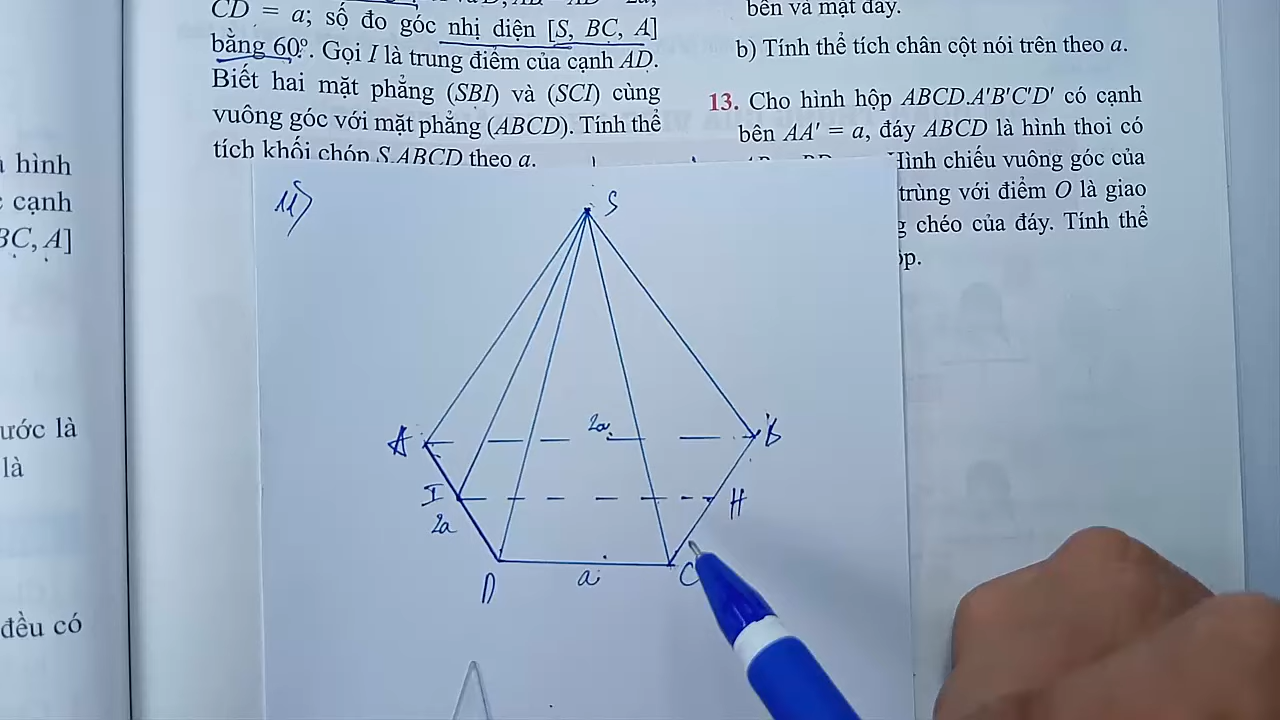 CD = a; số đo góc nhị diện [S, BC, A]
bằng 60°. Gọi I là trung điểm của cạnh AD.
Biết hai mặt phẳng (SBI) và (SCI) cùng
vuông góc với mặt phẳng (ABCD). Tính thể
tích khối chóp S.ABCD theo a.
bên và mặt đáy.
b) Tính thể tích chân cột nói trên theo a.
13. Cho hình hộp ABCD.A'B'C'D' có cạnh
bên AA' = a, đáy ABCD là hình thoi có
Hình chiếu vuông góc của
trùng với điểm O là giao
chéo của đáy. Tính thể
hình
cạnh
BC, A]
ước là
là
đều có
11)
S
A
2a
B
I
H
2a
D
a
C